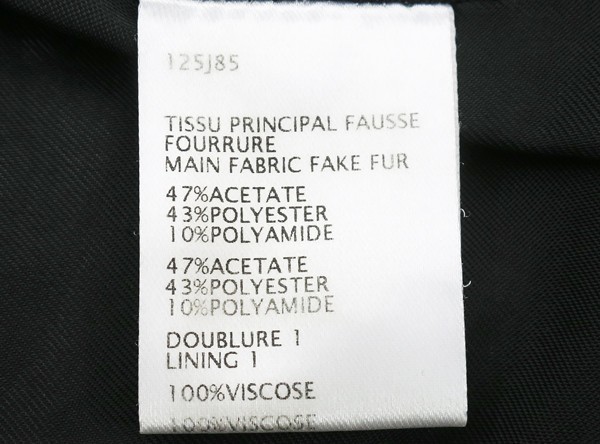 125J85
TISSU PRINCIPAL FAUSSE
FOURRURE
MAIN FABRIC FAKE FUR
47%ACETATE
43%POLYESTER
10%POLYAMIDE
47%ACETATE
43%POLYESTER
10%POLYAMIDE
DOUBLURE 1
LINING 1
100%VISCOSE
100%VISCOSE